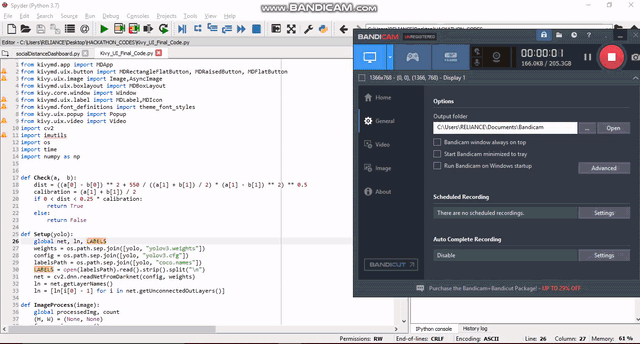 Spyder (Python 3.7)
www.BANDICAM.com
File Edit Search Source Run Debug Consoles Projects Tools View Help
Editor - C:\Users\RELIANCE\Desktop\HACKATHON_CODES\Kivy_UI_Final_Code.py
socialDistanceDashboard.py
Kivy_UI_Final_Code.py
1 from kivymd.app import MDApp
2 from kivymd.uix.button import MDRectangleFlatButton, MDRaisedButton, MDFlatButton
3 from kivy.uix.image import Image,AsyncImage
4 from kivymd.uix.boxlayout import MDBoxLayout
5 from kivy.core.window import Window
6 from kivymd.uix.label import MDLabel,MDIcon
7 from kivymd.font_definitions import theme_font_styles
8 from kivy.uix.popup import Popup
9 from kivy.uix.video import Video
10 import cv2
11 import imutils
12 import os
13 import time
14 import numpy as np
15
16
17 def Check(a, b):
18 dist = ((a[0] - b[0]) ** 2 + 550 / ((a[1] + b[1]) / 2) * (a[1] - b[1]) ** 2) ** 0.5
19 calibration = (a[1] + b[1]) / 2
20 if 0 < dist < 0.25 * calibration:
21 return True
22 else:
23 return False
24
25 def Setup(yolo):
26 global net, ln, LABELS
27 weights = os.path.sep.join([yolo, "yolov3.weights"])
28 config = os.path.sep.join([yolo, "yolov3.cfg"])
29 labelsPath = os.path.sep.join([yolo, "coco.names"])
30 LABELS = open(labelsPath).read().strip().split("\n")
31 net = cv2.dnn.readNetFromDarknet(config, weights)
32 ln = net.getLayerNames()
33 ln = [ln[i[0] - 1] for i in net.getUnconnectedOutLayers()]
34
35 def ImageProcess(image):
36 global processedImg, count
37 (H, W) = (None, None)
BANDICAM UNREGISTERED
00:00:01
166.0KB / 205.3GB
1366x768 - (0, 0), (1366, 768) - Display 1
Home
General
Video
Image
About
BANDICUT
Options
Output folder
C:\Users\RELIANCE\Documents\Bandicam
... Open
Bandicam window always on top
Start Bandicam minimized to tray
Run Bandicam on Windows startup
Advanced
Scheduled Recording
There are no scheduled recordings.
Settings
Auto Complete Recording
Disable
Settings
Purchase the Bandicam+Bandicut Package! - UP TO 25% OFF!
IPython console History log
Permissions: RW End-of-lines: CRLF Encoding: ASCII Line: 26 Column: 27 Memory: 61 %